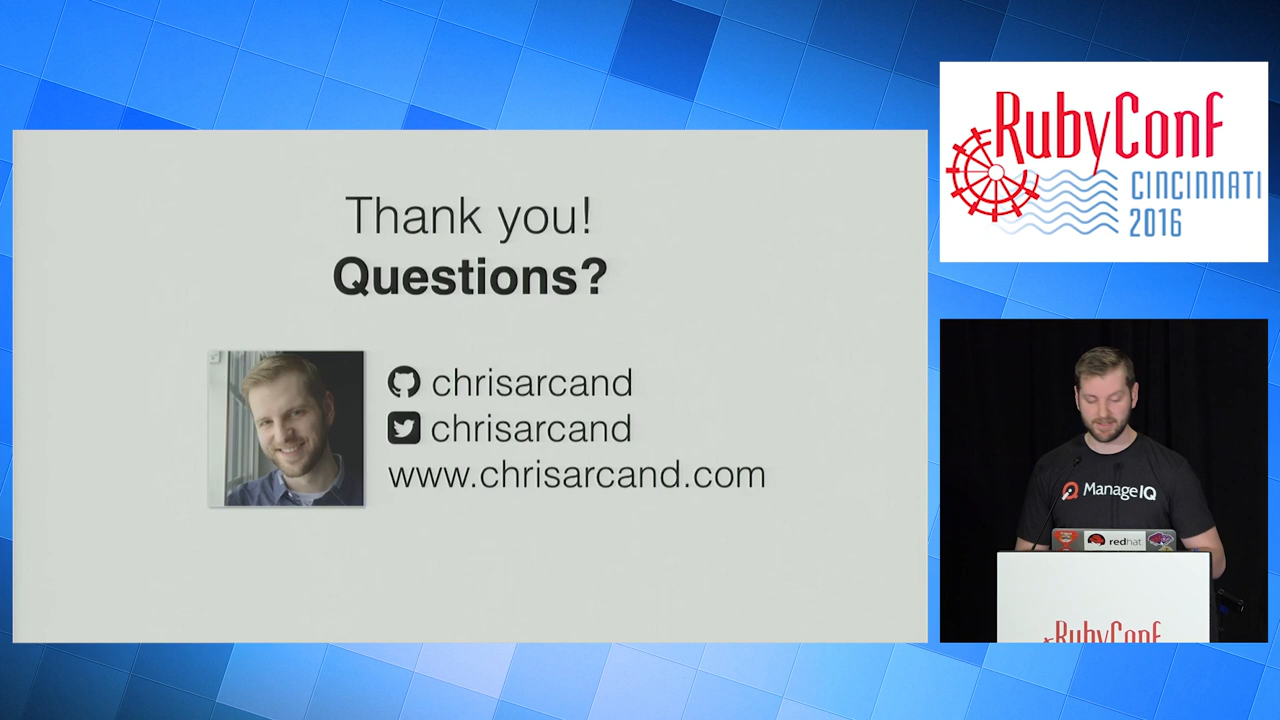 Thank you!
Questions?
chrisarcand
chrisarcand
www.chrisarcand.com
RubyConf
CINCINNATI
2016
ManageIQ
redhat
RubyConf